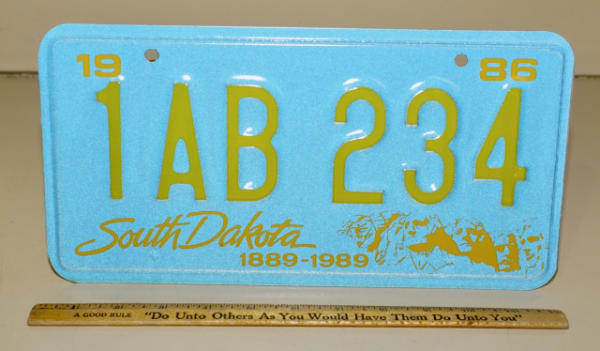 19 86
1AB 234
South Dakota
1889-1989
A GOOD RULE "Do Unto Others As You Would Have Them Do Unto You"